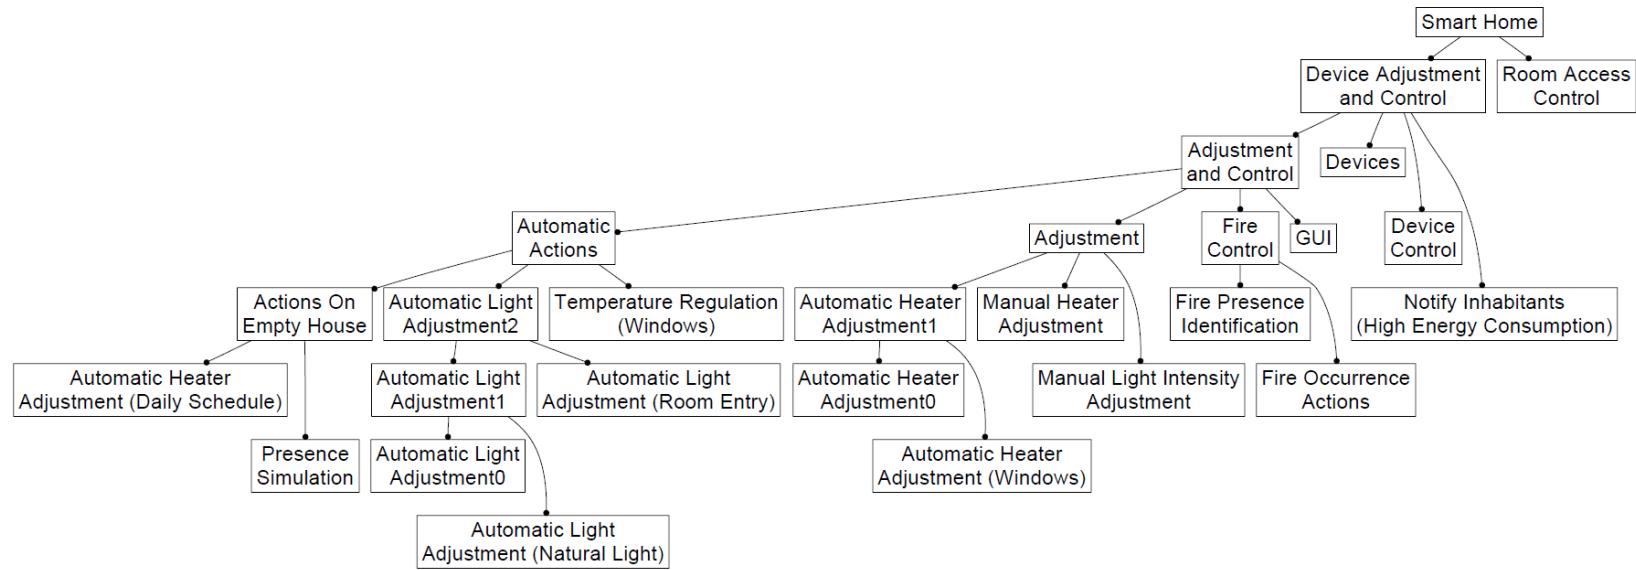 Smart Home
Device Adjustment
and Control
Room Access
Control
Adjustment
and Control
Devices
Automatic
Actions
Adjustment
Fire
Control
GUI
Device
Control
Actions On
Empty House
Automatic Light
Adjustment2
Temperature Regulation
(Windows)
Automatic Heater
Adjustment1
Manual Heater
Adjustment
Fire Presence
Identification
Notify Inhabitants
(High Energy Consumption)
Automatic Heater
Adjustment (Daily Schedule)
Automatic Light
Adjustment1
Automatic Light
Adjustment (Room Entry)
Automatic Heater
Adjustment0
Manual Light Intensity
Adjustment
Fire Occurrence
Actions
Presence
Simulation
Automatic Light
Adjustment0
Automatic Heater
Adjustment (Windows)
Automatic Light
Adjustment (Natural Light)